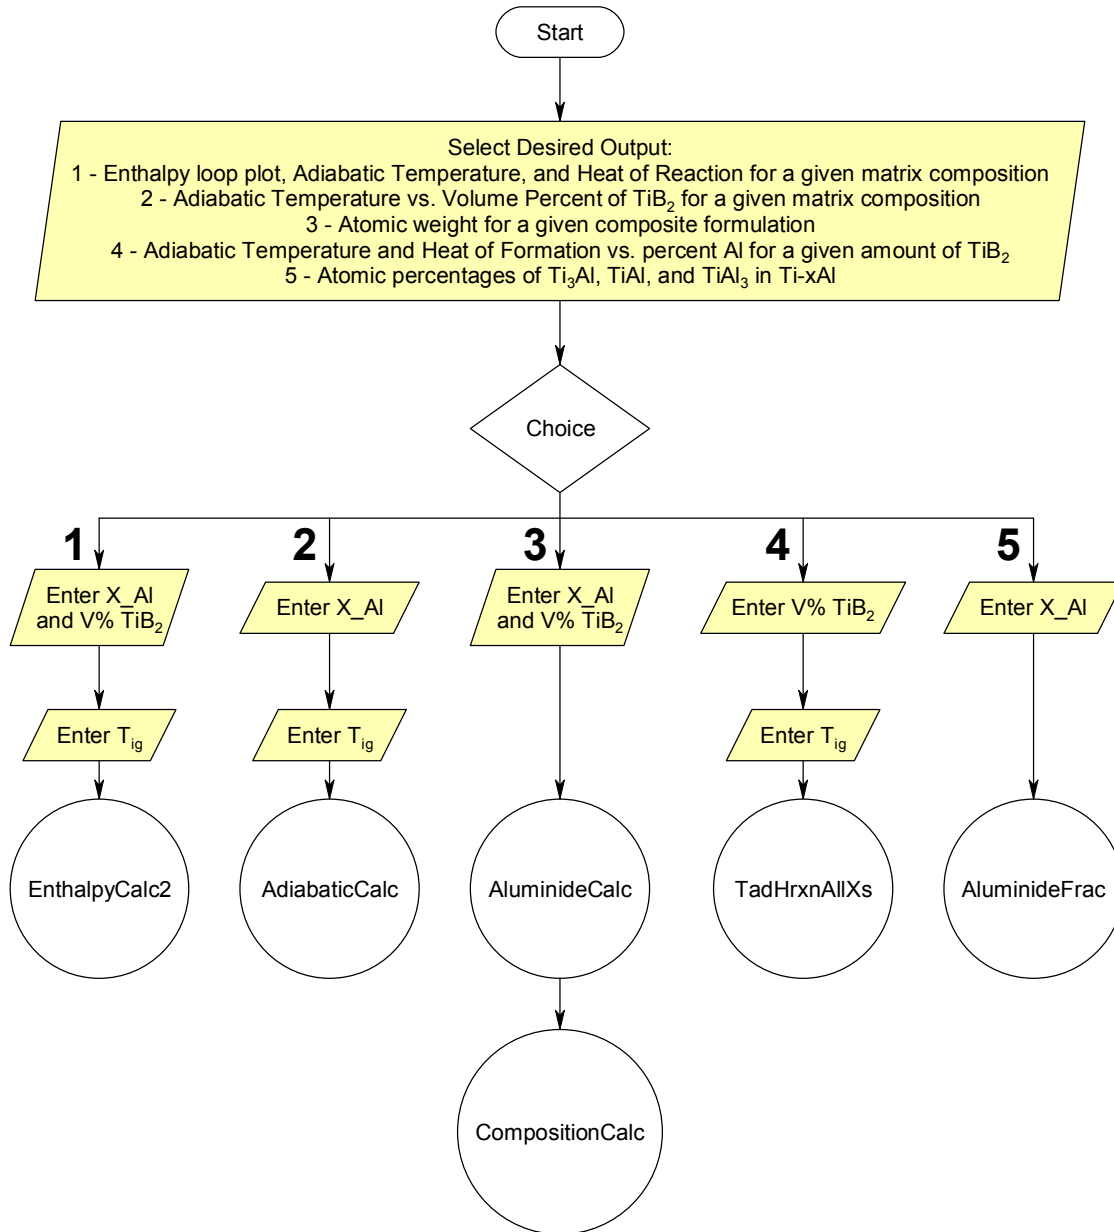 Start
Select Desired Output:
1 - Enthalpy loop plot, Adiabatic Temperature, and Heat of Reaction for a given matrix composition
2 - Adiabatic Temperature vs. Volume Percent of TiB₂ for a given matrix composition
3 - Atomic weight for a given composite formulation
4 - Adiabatic Temperature and Heat of Formation vs. percent Al for a given amount of TiB₂
5 - Atomic percentages of Ti₃Al, TiAl, and TiAl₃ in Ti-xAl
Choice
1
2
3
4
5
Enter X_Al
and V% TiB₂
Enter X_Al
Enter X_Al
and V% TiB₂
Enter V% TiB₂
Enter X_Al
Enter T_ig
Enter T_ig
Enter T_ig
EnthalpyCalc2
AdiabaticCalc
AluminideCalc
TadHrxnAllXs
AluminideFrac
CompositionCalc